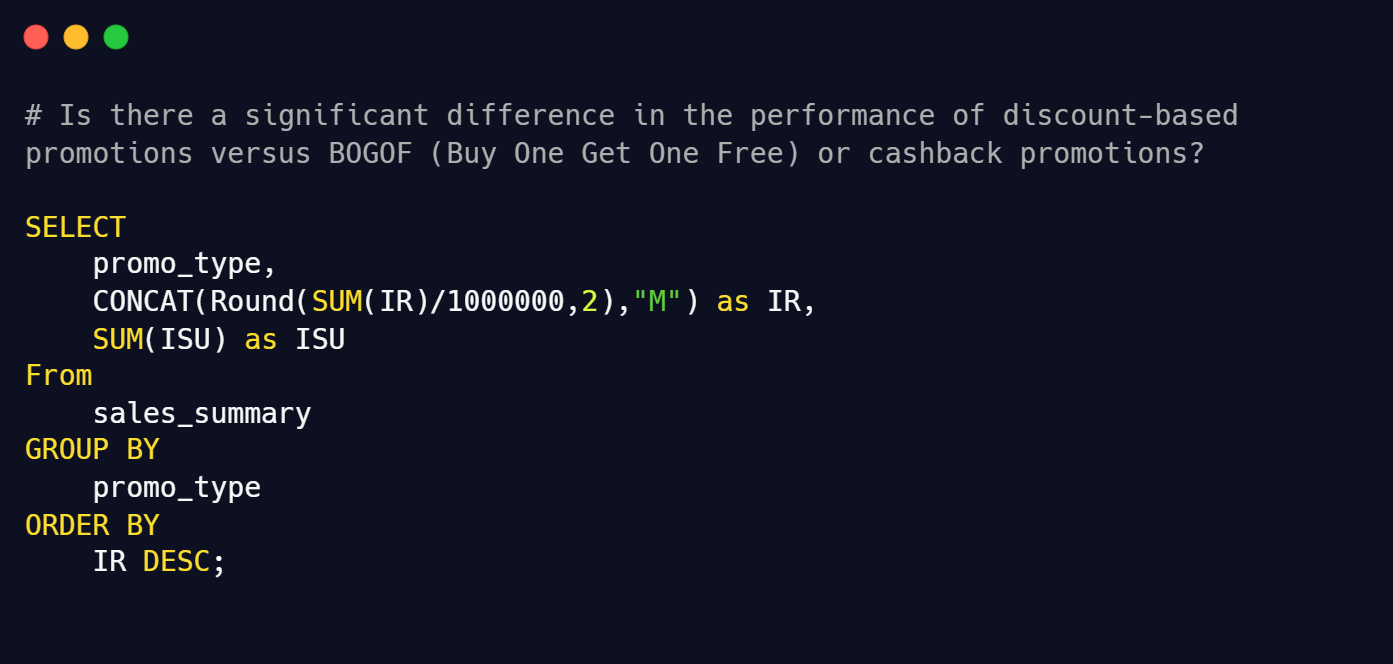 # Is there a significant difference in the performance of discount-based
promotions versus BOGOF (Buy One Get One Free) or cashback promotions?
SELECT
promo_type,
CONCAT(Round(SUM(IR)/1000000,2),"M") as IR,
SUM(ISU) as ISU
From
sales_summary
GROUP BY
promo_type
ORDER BY
IR DESC;